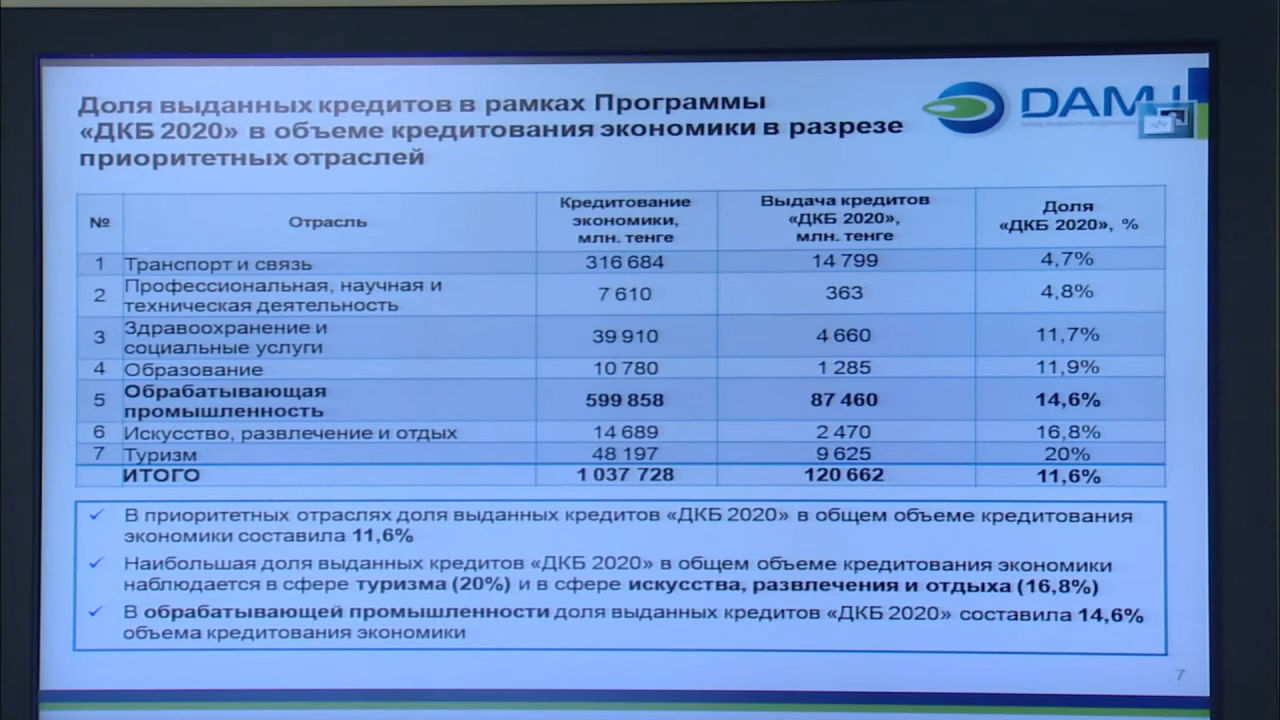 Доля выданных кредитов в рамках Программы
«ДКБ 2020» в объеме кредитования экономики в разрезе
приоритетных отраслей
DAMU
№ Отрасль Кредитование экономики, млн. тенге Выдача кредитов «ДКБ 2020», млн. тенге Доля «ДКБ 2020», %
1 Транспорт и связь 316 684 14 799 4,7%
2 Профессиональная, научная и техническая деятельность 7 610 363 4,8%
3 Здравоохранение и социальные услуги 39 910 4 660 11,7%
4 Образование 10 780 1 285 11,9%
5 Обрабатывающая промышленность 599 858 87 460 14,6%
6 Искусство, развлечение и отдых 14 689 2 470 16,8%
7 Туризм 48 197 9 625 20%
ИТОГО 1 037 728 120 662 11,6%
В приоритетных отраслях доля выданных кредитов «ДКБ 2020» в общем объеме кредитования
экономики составила 11,6%
Наибольшая доля выданных кредитов «ДКБ 2020» в общем объеме кредитования экономики
наблюдается в сфере туризма (20%) и в сфере искусства, развлечения и отдыха (16,8%)
В обрабатывающей промышленности доля выданных кредитов «ДКБ 2020» составила 14,6%
объема кредитования экономики
7